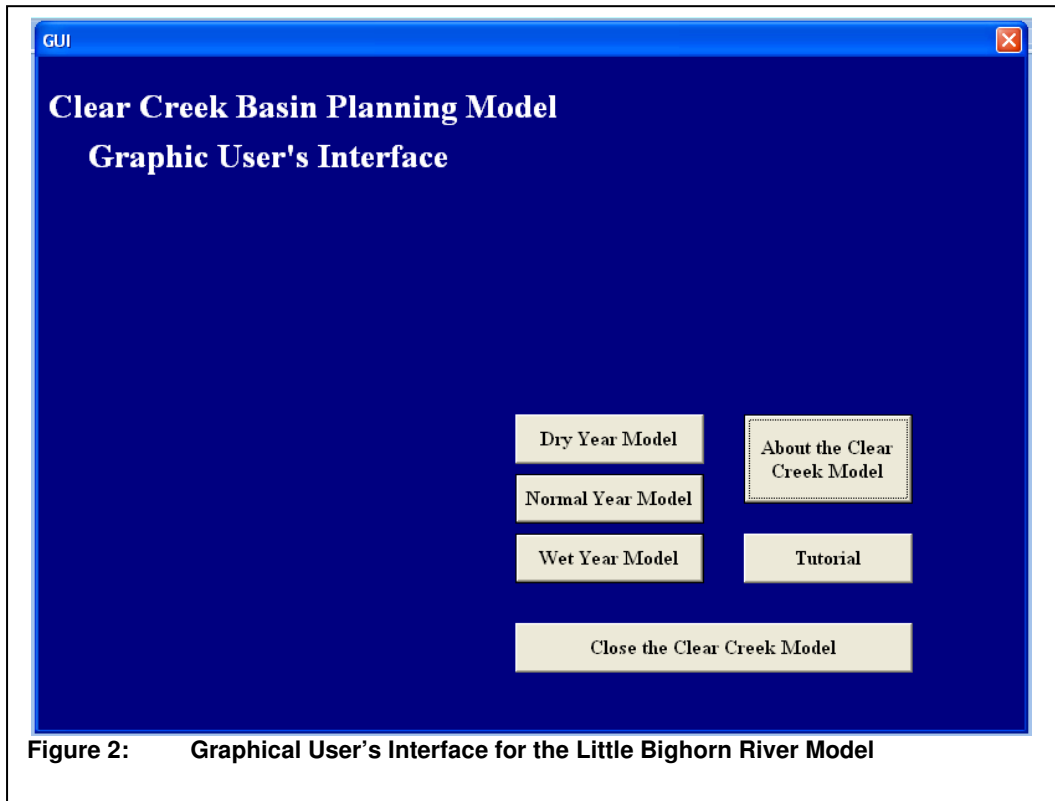 GUI
Clear Creek Basin Planning Model
Graphic User's Interface
Dry Year Model
About the Clear
Creek Model
Normal Year Model
Wet Year Model
Tutorial
Close the Clear Creek Model
Figure 2: Graphical User’s Interface for the Little Bighorn River Model